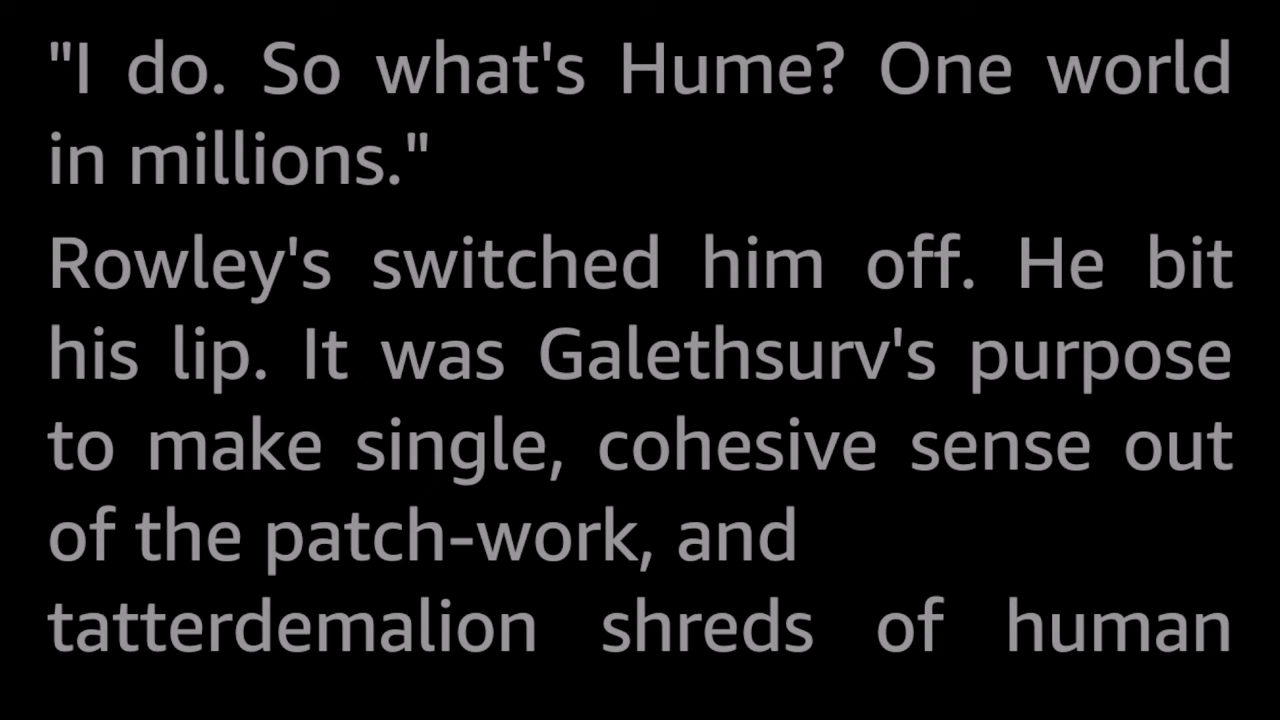 "I do. So what's Hume? One world
in millions."
Rowley's switched him off. He bit
his lip. It was Galethsurv's purpose
to make single, cohesive sense out
of the patch-work, and
tatterdemalion shreds of human